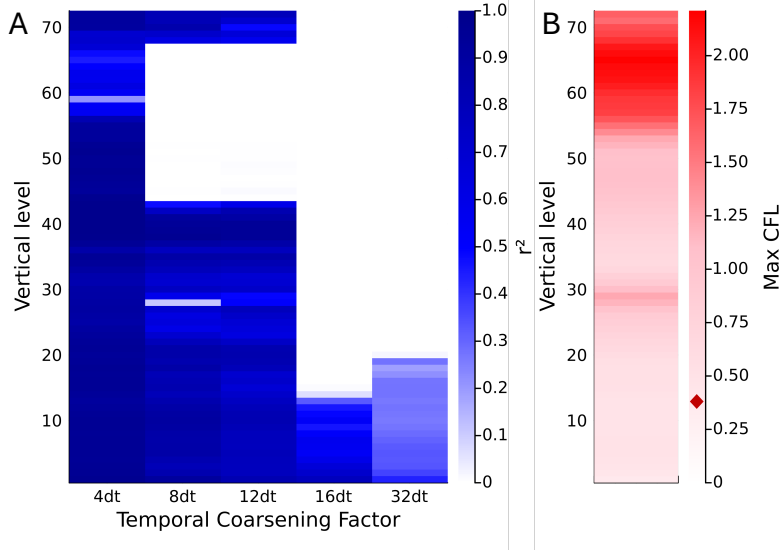 A
70
60
50
40
30
20
10
Vertical level
4dt
8dt
12dt
16dt
32dt
Temporal Coarsening Factor
1.0
0.9
0.8
0.7
0.6
0.5
0.4
0.3
0.2
0.1
0
r²
B
70
60
50
40
30
20
10
Vertical level
2.00
1.75
1.50
1.25
1.00
0.75
0.50
0.25
0
Max CFL